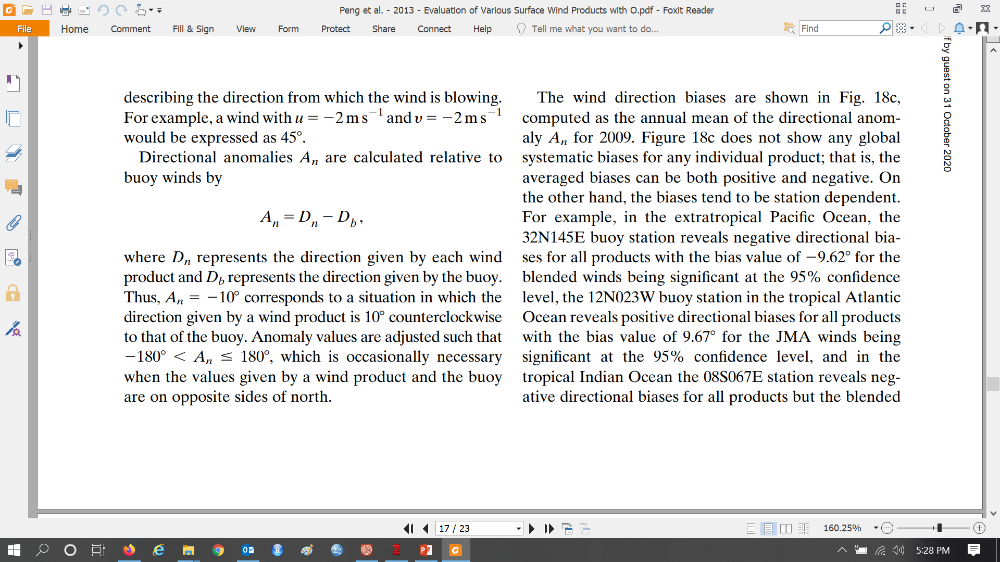 Peng et al. - 2013 - Evaluation of Various Surface Wind Products with O.pdf - Foxit Reader
File Home Comment Fill & Sign View Form Protect Share Connect Help Tell me what you want to do... Find
describing the direction from which the wind is blowing.
For example, a wind with u = −2 m s⁻¹ and υ = −2 m s⁻¹
would be expressed as 45°.
Directional anomalies Aₙ are calculated relative to
buoy winds by
Aₙ = Dₙ − D_b,
where Dₙ represents the direction given by each wind
product and D_b represents the direction given by the buoy.
Thus, Aₙ = −10° corresponds to a situation in which the
direction given by a wind product is 10° counterclockwise
to that of the buoy. Anomaly values are adjusted such that
−180° < Aₙ ≤ 180°, which is occasionally necessary
when the values given by a wind product and the buoy
are on opposite sides of north.
The wind direction biases are shown in Fig. 18c,
computed as the annual mean of the directional anom-
aly Aₙ for 2009. Figure 18c does not show any global
systematic biases for any individual product; that is, the
averaged biases can be both positive and negative. On
the other hand, the biases tend to be station dependent.
For example, in the extratropical Pacific Ocean, the
32N145E buoy station reveals negative directional bia-
ses for all products with the bias value of −9.62° for the
blended winds being significant at the 95% confidence
level, the 12N023W buoy station in the tropical Atlantic
Ocean reveals positive directional biases for all products
with the bias value of 9.67° for the JMA winds being
significant at the 95% confidence level, and in the
tropical Indian Ocean the 08S067E station reveals neg-
ative directional biases for all products but the blended
f by guest on 31 October 2020
17 / 23
160.25%
5:28 PM